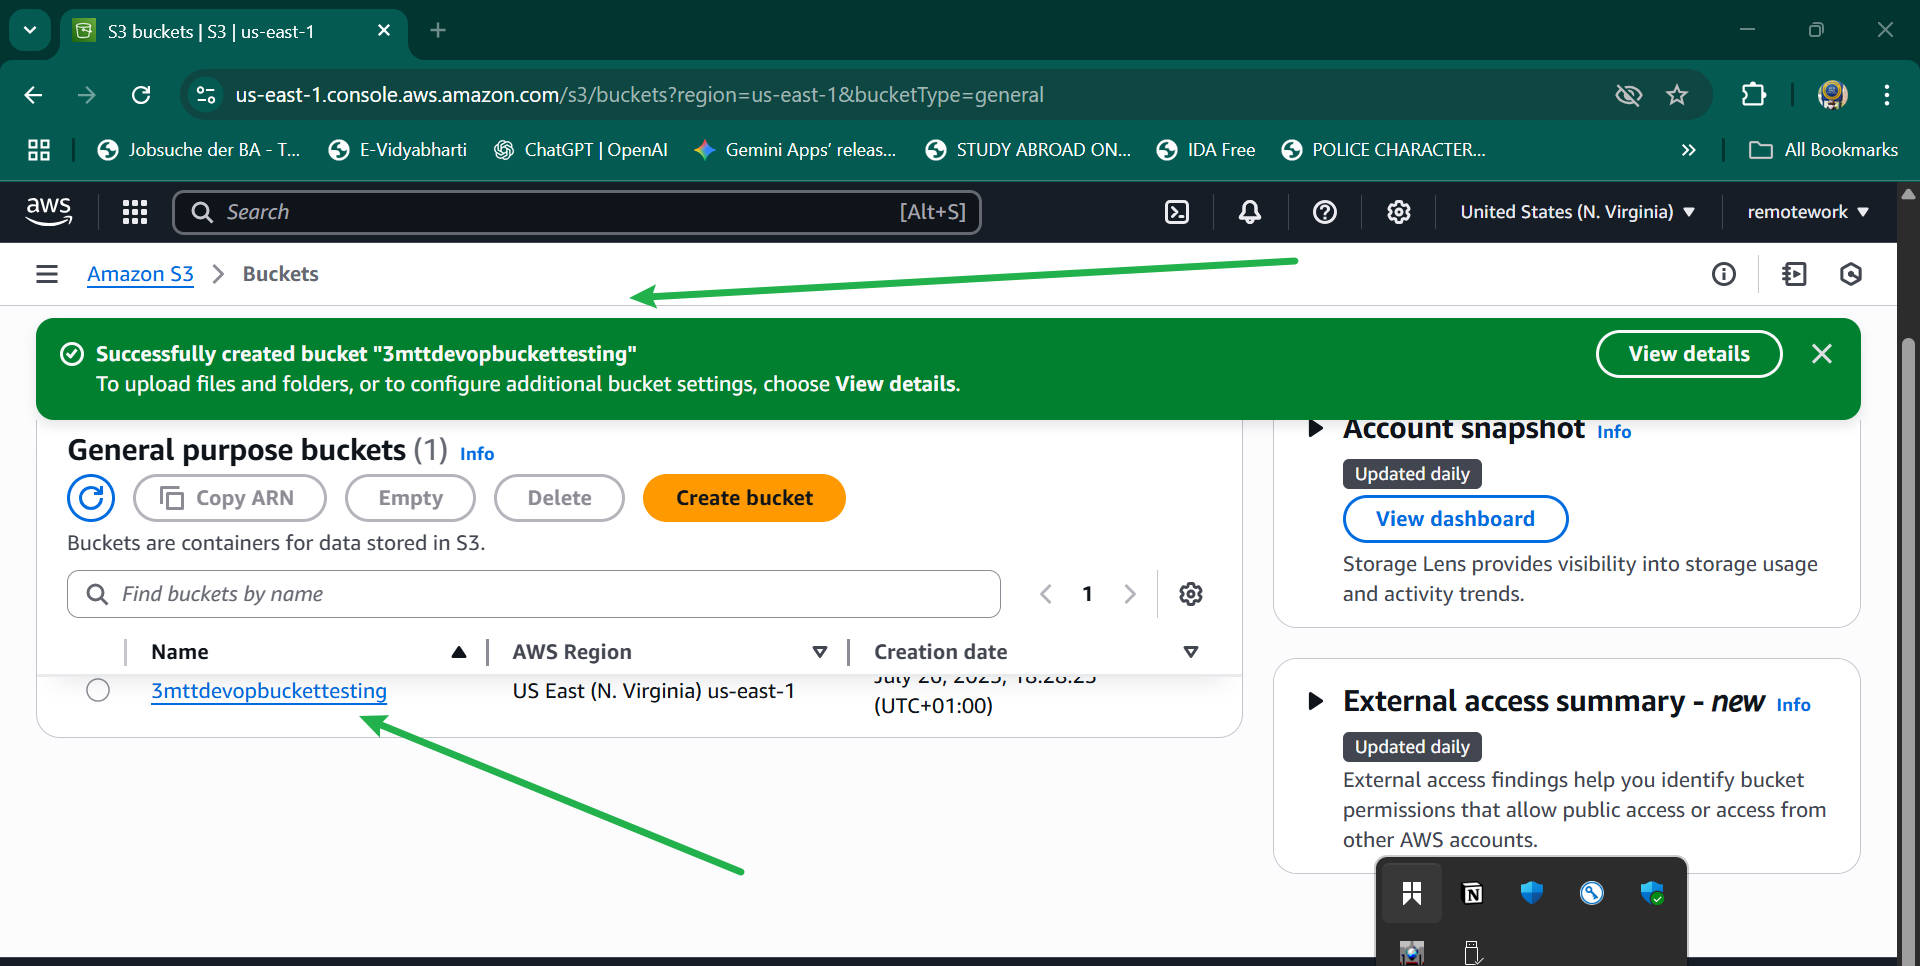 S3 buckets | S3 | us-east-1
us-east-1.console.aws.amazon.com/s3/buckets?region=us-east-1&bucketType=general
Jobsuche der BA - T... E-Vidyabharti ChatGPT | OpenAI Gemini Apps' releas... STUDY ABROAD ON... IDA Free POLICE CHARACTER... » All Bookmarks
aws Search [Alt+S] United States (N. Virginia) remotework
Amazon S3 > Buckets
Successfully created bucket "3mttdevopbuckettesting" View details
To upload files and folders, or to configure additional bucket settings, choose View details.
General purpose buckets (1) Info
Copy ARN Empty Delete Create bucket
Buckets are containers for data stored in S3.
Find buckets by name 1
Name AWS Region Creation date
3mttdevopbuckettesting US East (N. Virginia) us-east-1
(UTC+01:00)
Account snapshot Info
Updated daily
View dashboard
Storage Lens provides visibility into storage usage
and activity trends.
External access summary - new Info
Updated daily
External access findings help you identify bucket
permissions that allow public access or access from
other AWS accounts.